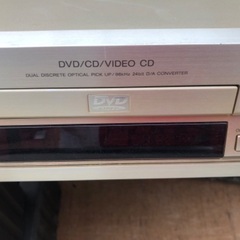 DVD/CD/VIDEO CD
DUAL DISCRETE OPTICAL PICK UP • 96kHz 24bit D/A CONVERTER
DVD